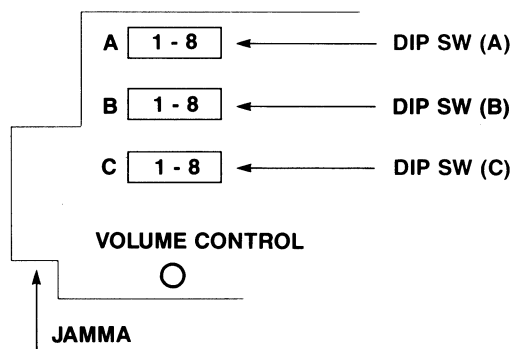 A 1 - 8 DIP SW (A)
B 1 - 8 DIP SW (B)
C 1 - 8 DIP SW (C)
VOLUME CONTROL
JAMMA